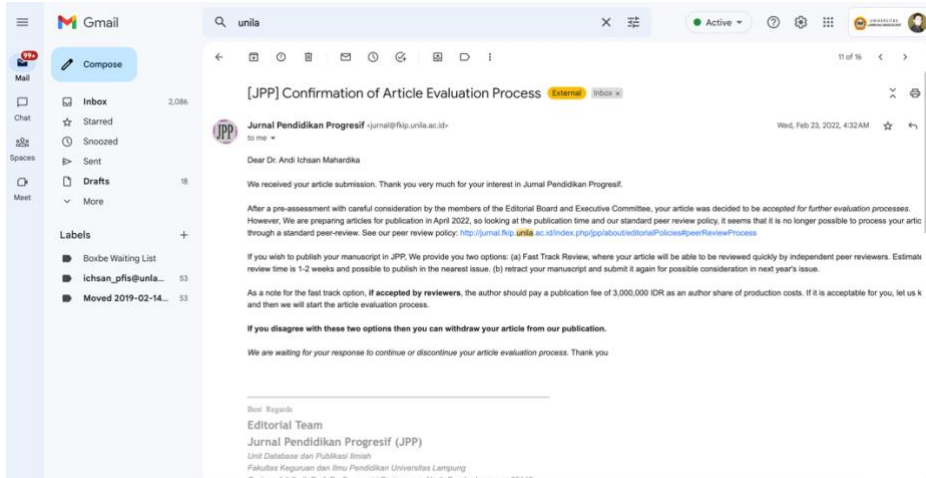 Gmail
unila
Active
UNIVERSITAS
99+
Mail
Compose
11 of 16
[JPP] Confirmation of Article Evaluation Process External Inbox x
Chat
Inbox 2,086
Starred
Jurnal Pendidikan Progresif <jurnal@fkip.unila.ac.id>
Wed, Feb 23, 2022, 4:32 AM
to me
Spaces
Snoozed
Sent
Dear Dr. Andi Ichsan Mahardika
Meet
Drafts 18
We received your article submission. Thank you very much for your interest in Jurnal Pendidikan Progresif.
More
After a pre-assessment with careful consideration by the members of the Editorial Board and Executive Committee, your article was decided to be accepted for further evaluation processes.
However, We are preparing articles for publication in April 2022, so looking at the publication time and our standard peer review policy, it seems that it is no longer possible to process your artic
Labels +
through a standard peer-review. See our peer review policy: http://jurnal.fkip.unila.ac.id/index.php/jpp/about/editorialPolicies#peerReviewProcess
Boxbe Waiting List
If you wish to publish your manuscript in JPP, We provide you two options: (a) Fast Track Review, where your article will be able to be reviewed quickly by independent peer reviewers. Estimate
ichsan_pfis@unla... 53
review time is 1-2 weeks and possible to publish in the nearest issue. (b) retract your manuscript and submit it again for possible consideration in next year's issue.
Moved 2019-02-14... 53
As a note for the fast track option, if accepted by reviewers, the author should pay a publication fee of 3,000,000 IDR as an author share of production costs. If it is acceptable for you, let us k
and then we will start the article evaluation process.
If you disagree with these two options then you can withdraw your article from our publication.
We are waiting for your response to continue or discontinue your article evaluation process. Thank you
Best Regards
Editorial Team
Jurnal Pendidikan Progresif (JPP)
Unit Database dan Publikasi Ilmiah
Fakultas Keguruan dan Ilmu Pendidikan Universitas Lampung